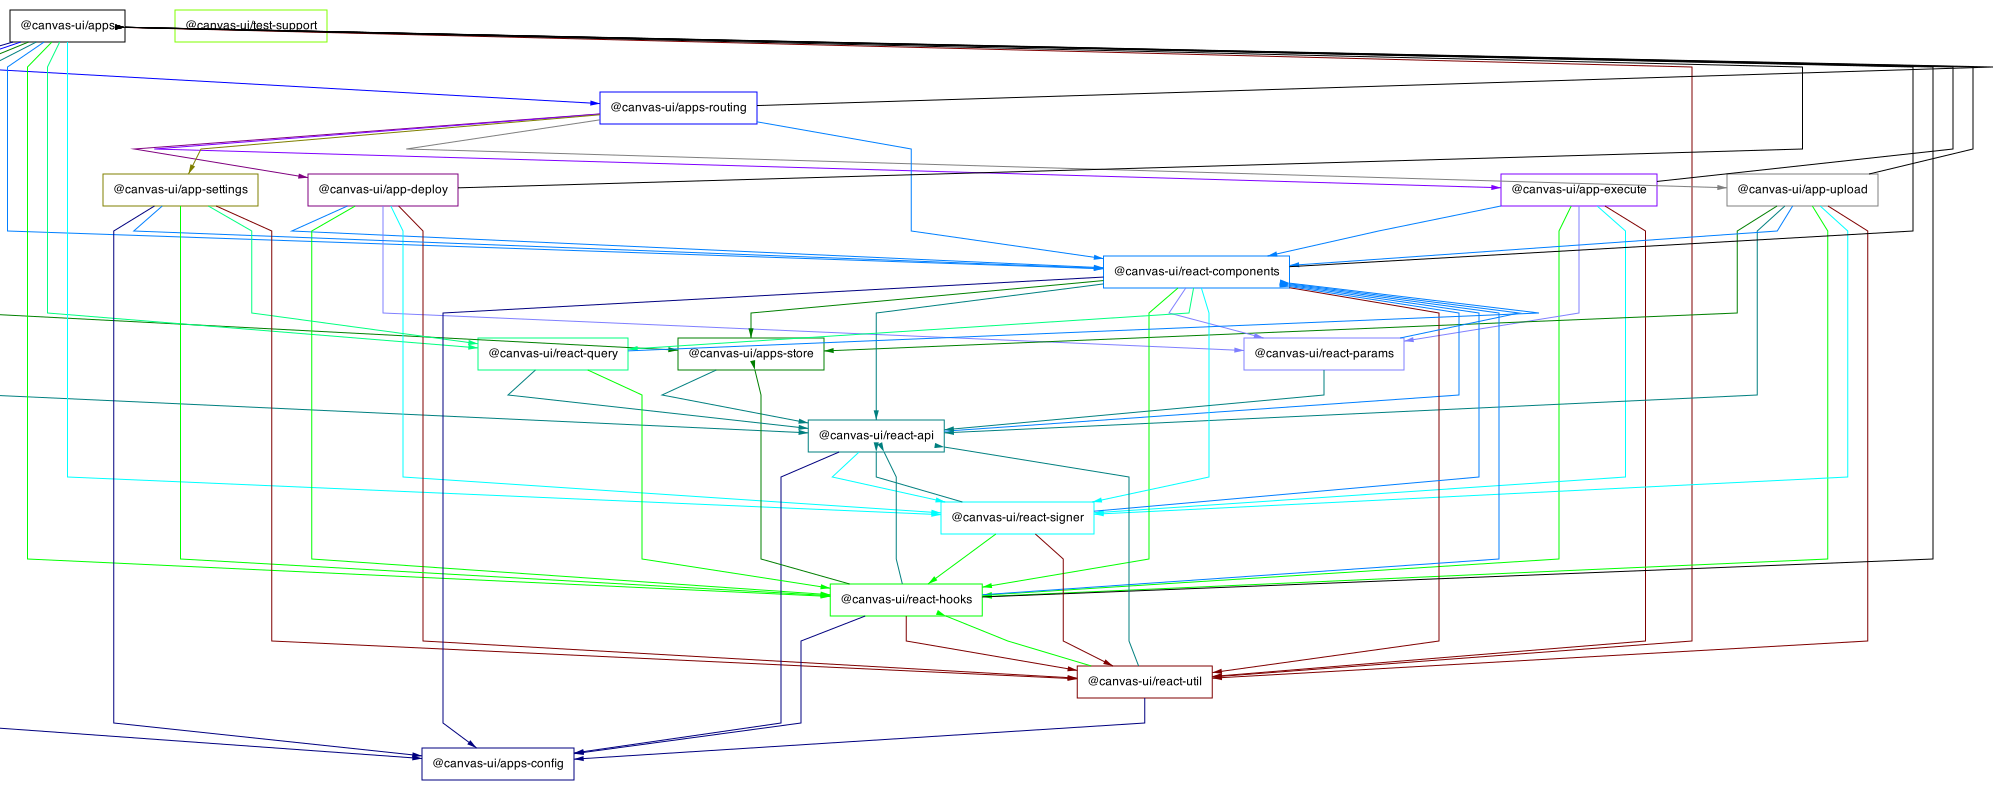 @canvas-ui/apps
@canvas-ui/test-support
@canvas-ui/apps-routing
@canvas-ui/app-settings
@canvas-ui/app-deploy
@canvas-ui/app-execute
@canvas-ui/app-upload
@canvas-ui/react-components
@canvas-ui/react-query
@canvas-ui/apps-store
@canvas-ui/react-params
@canvas-ui/react-api
@canvas-ui/react-signer
@canvas-ui/react-hooks
@canvas-ui/react-util
@canvas-ui/apps-config